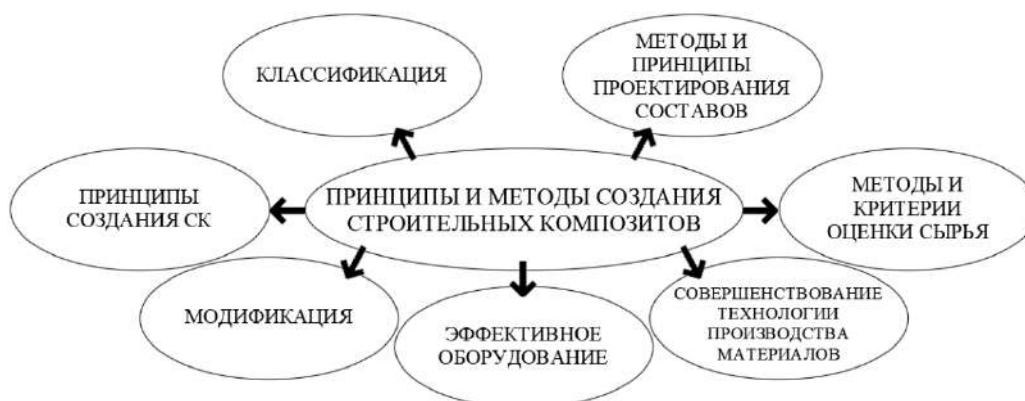 КЛАССИФИКАЦИЯ
МЕТОДЫ И
ПРИНЦИПЫ
ПРОЕКТИРОВАНИЯ
СОСТАВОВ
ПРИНЦИПЫ
СОЗДАНИЯ СК
ПРИНЦИПЫ И МЕТОДЫ СОЗДАНИЯ
СТРОИТЕЛЬНЫХ КОМПОЗИТОВ
МЕТОДЫ И
КРИТЕРИИ
ОЦЕНКИ СЫРЬЯ
МОДИФИКАЦИЯ
ЭФФЕКТИВНОЕ
ОБОРУДОВАНИЕ
СОВЕРШЕНСТВОВАНИЕ
ТЕХНОЛОГИИ
ПРОИЗВОДСТВА
МАТЕРИАЛОВ